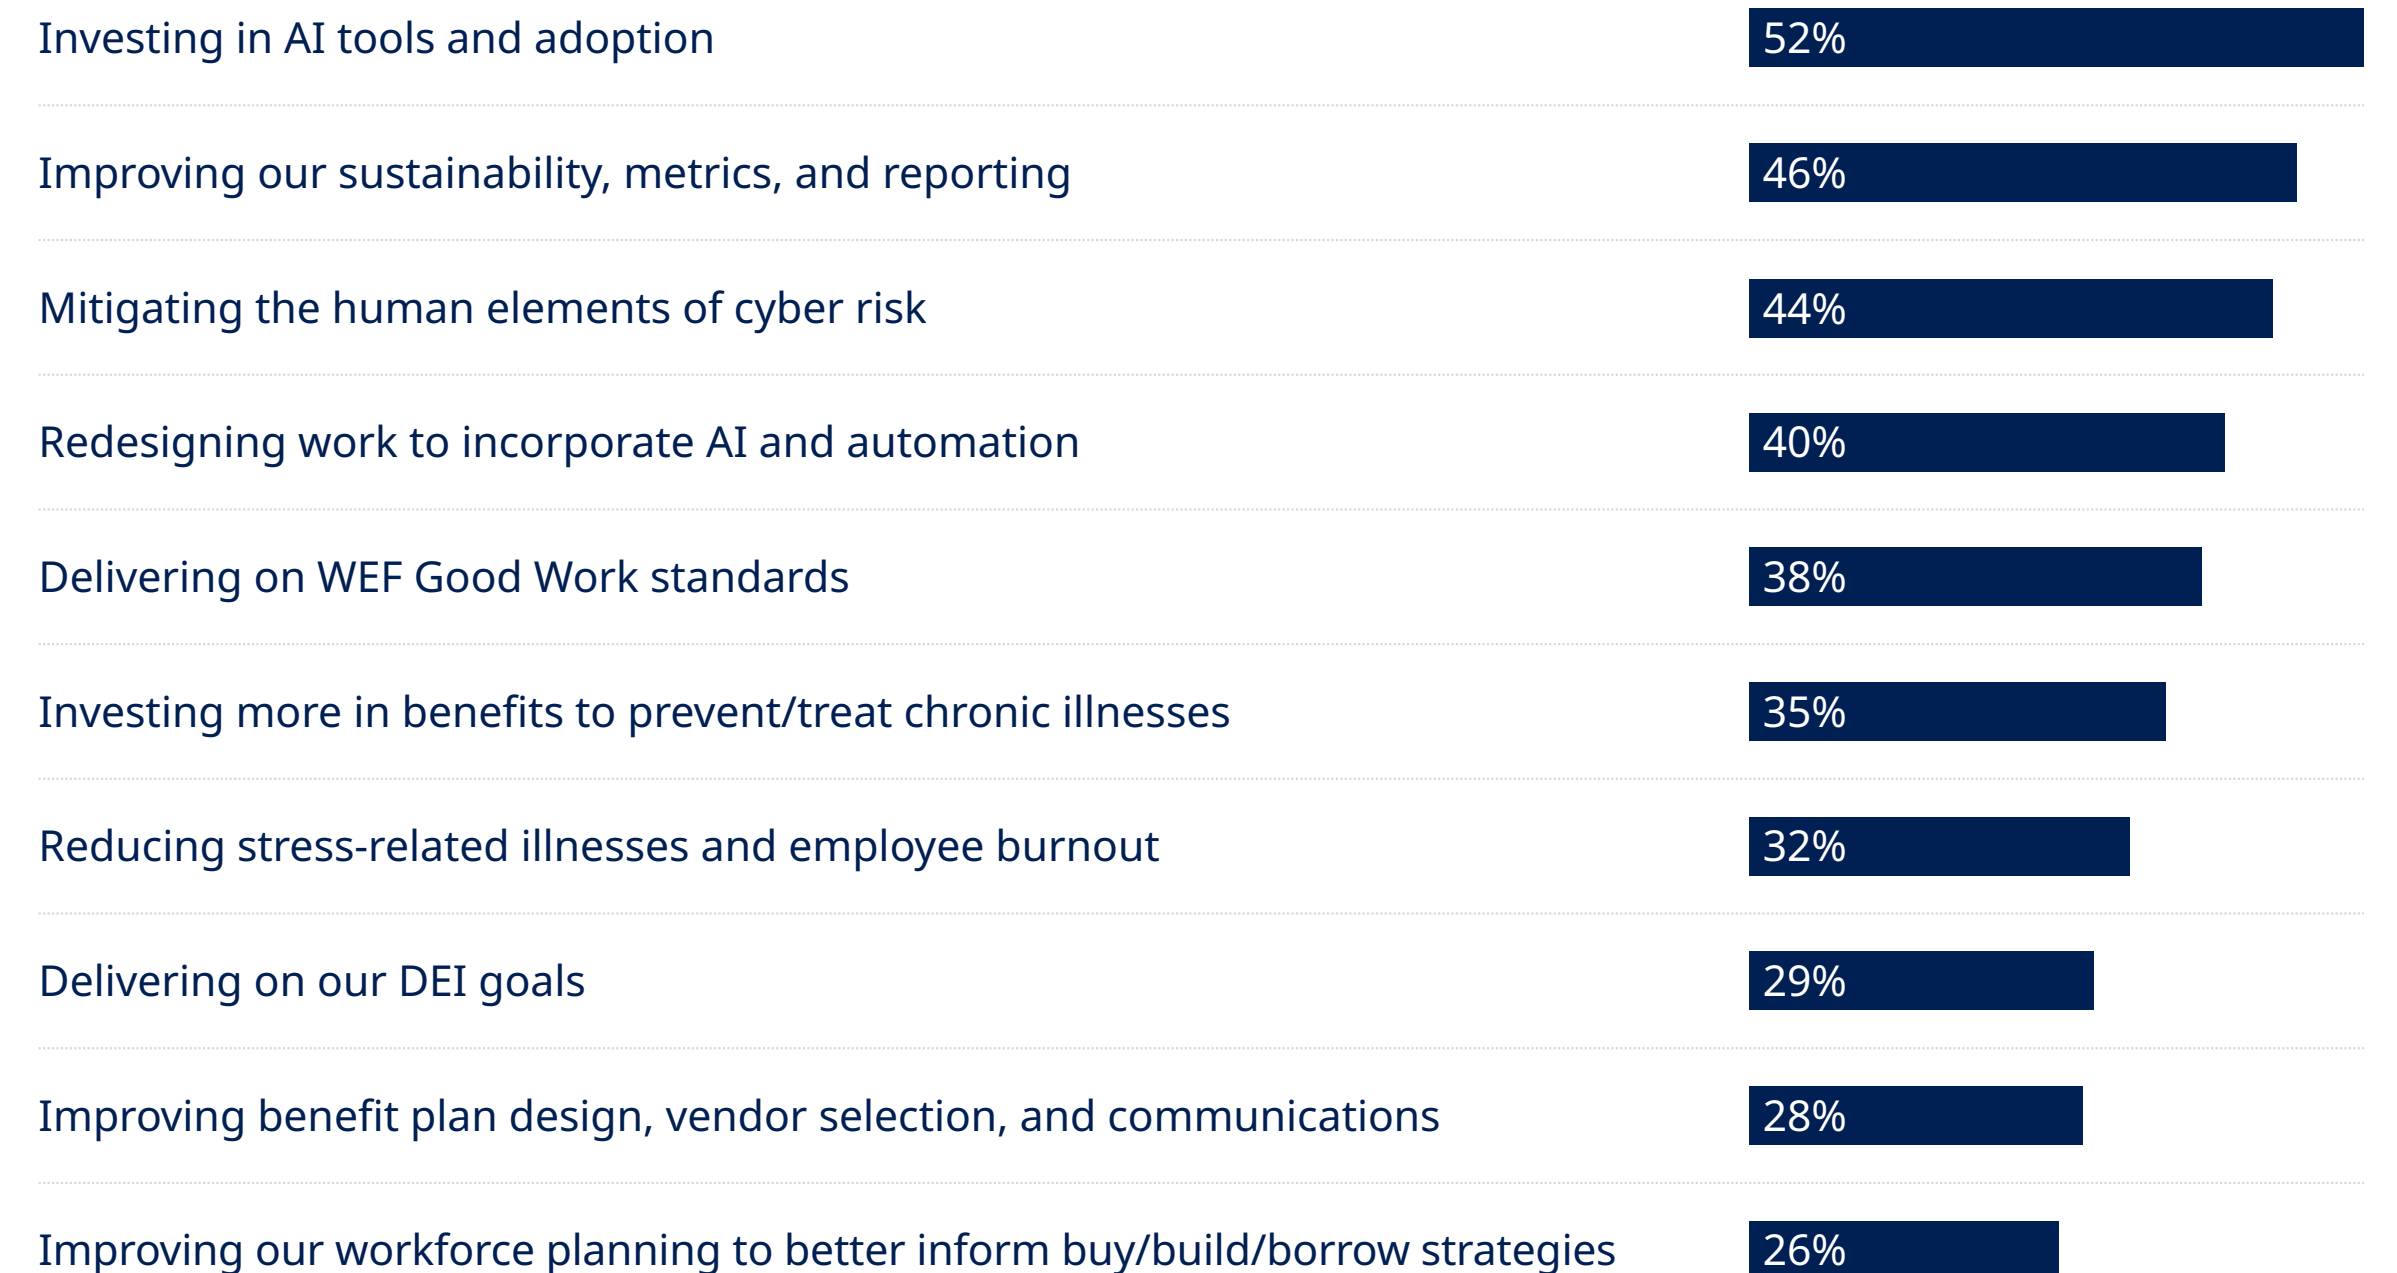 Investing in AI tools and adoption 52%
Improving our sustainability, metrics, and reporting 46%
Mitigating the human elements of cyber risk 44%
Redesigning work to incorporate AI and automation 40%
Delivering on WEF Good Work standards 38%
Investing more in benefits to prevent/treat chronic illnesses 35%
Reducing stress-related illnesses and employee burnout 32%
Delivering on our DEI goals 29%
Improving benefit plan design, vendor selection, and communications 28%
Improving our workforce planning to better inform buy/build/borrow strategies 26%